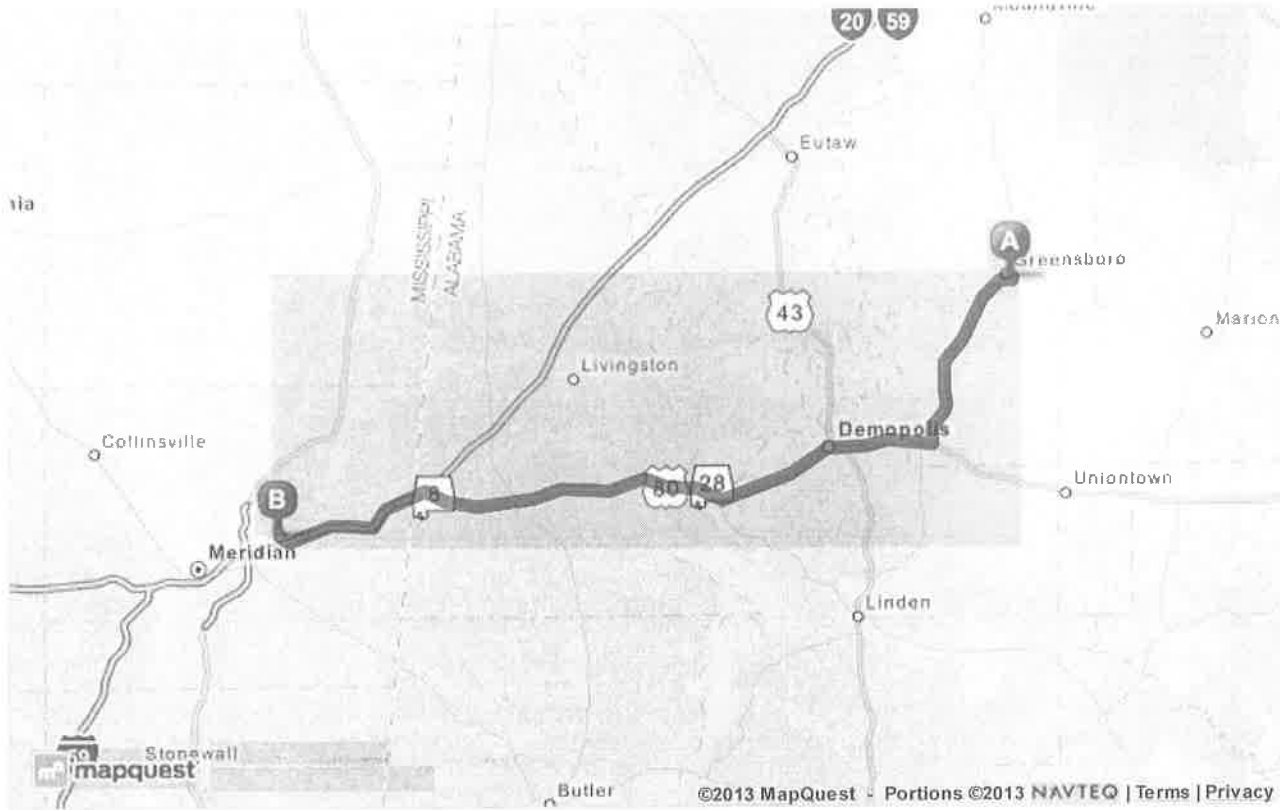 20 59
Eutaw
MISSISSIPPI
ALABAMA
A
Greensboro
43
Marion
Livingston
Demopolis
Collinsville
80 28
8
Uniontown
B
Meridian
Linden
Stonewall
mapquest
Butler
©2013 MapQuest - Portions ©2013 NAVTEQ | Terms | Privacy